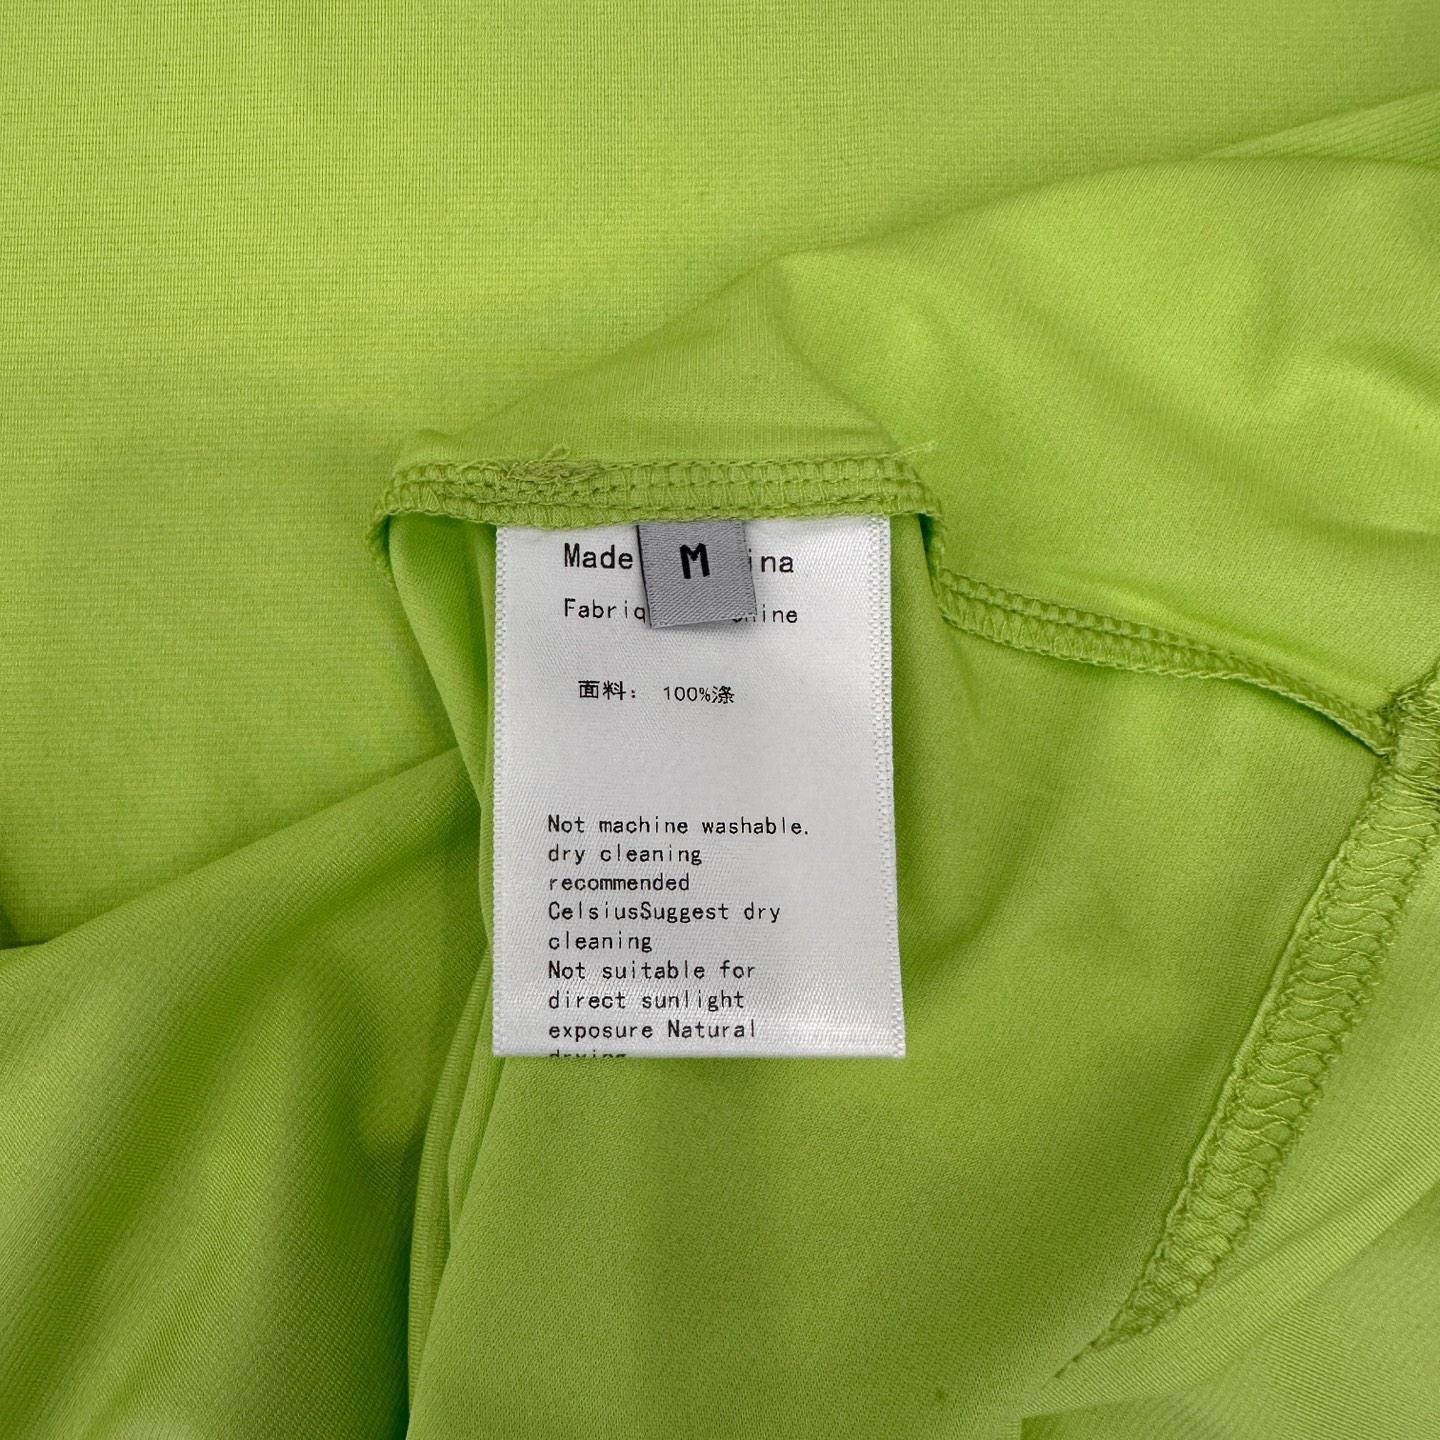 Made ina
M
Fabriq hine
面料： 100%涤
Not machine washable.
dry cleaning
recommended
CelsiusSuggest dry
cleaning
Not suitable for
direct sunlight
exposure Natural
drying